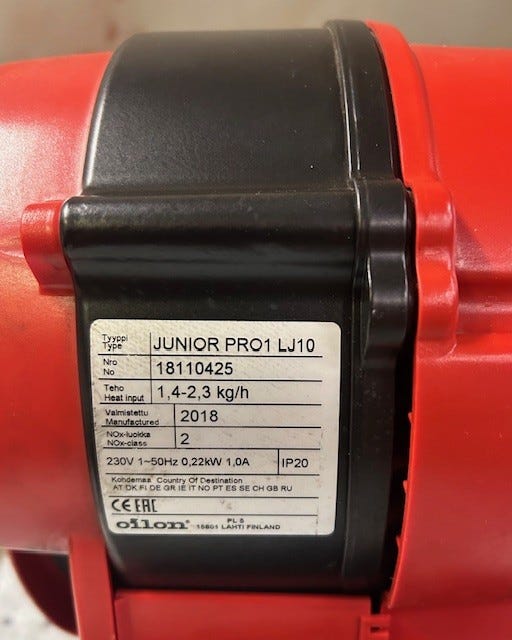 Tyyppi
Type
JUNIOR PRO1 LJ10
Nro
No
18110425
Teho
Heat input
1,4-2,3 kg/h
Valmistettu
Manufactured
2018
NOx-luokka
NOx-class
2
230V 1~50Hz 0,22kW 1,0A IP20
Kohdemaa Country Of Destination
AT DK FI DE GR IE IT NO PT ES SE CH GB RU
CE EAC
oilon
PL 5
15801 LAHTI FINLAND